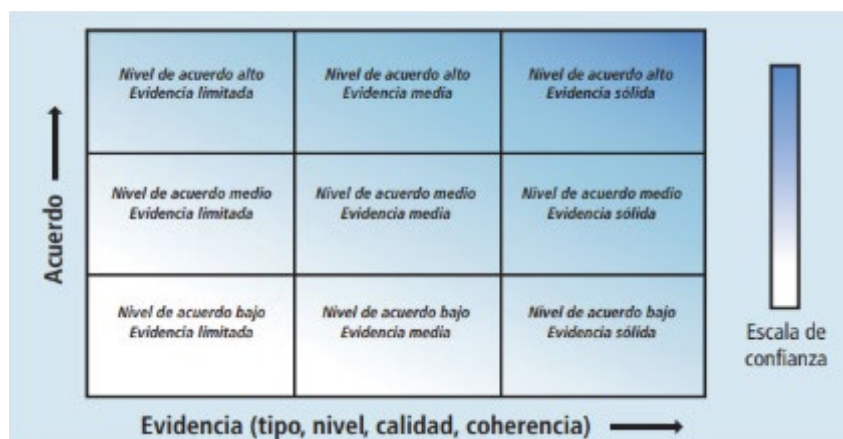 Nivel de acuerdo alto
Evidencia limitada
Nivel de acuerdo alto
Evidencia media
Nivel de acuerdo alto
Evidencia sólida
Nivel de acuerdo medio
Evidencia limitada
Nivel de acuerdo medio
Evidencia media
Nivel de acuerdo medio
Evidencia sólida
Nivel de acuerdo bajo
Evidencia limitada
Nivel de acuerdo bajo
Evidencia media
Nivel de acuerdo bajo
Evidencia sólida
Acuerdo
Evidencia (tipo, nivel, calidad, coherencia)
Escala de
confianza